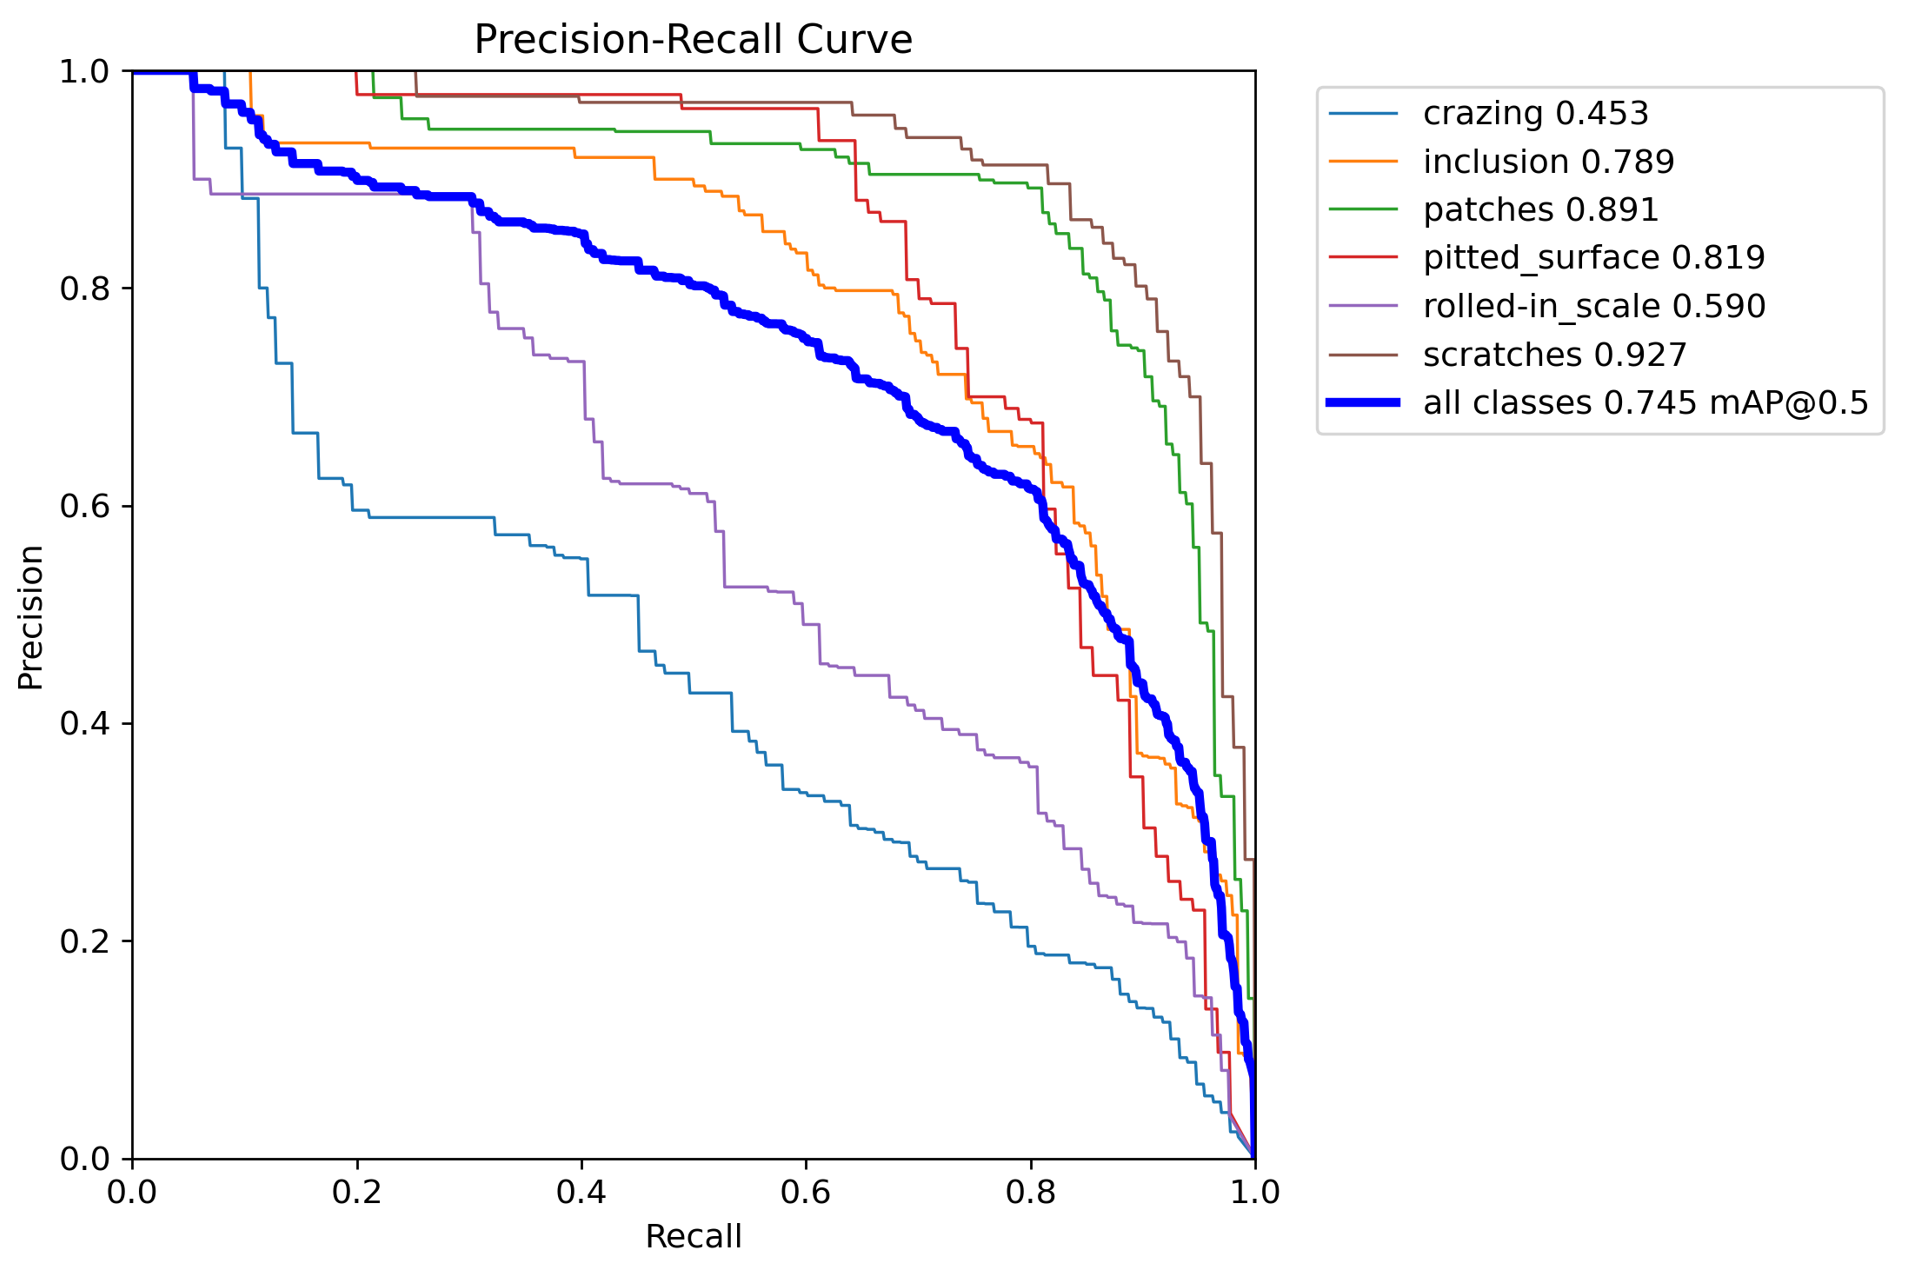 Precision-Recall Curve
1.0
0.8
0.6
0.4
0.2
0.0
Precision
0.0 0.2 0.4 0.6 0.8 1.0
Recall
crazing 0.453
inclusion 0.789
patches 0.891
pitted_surface 0.819
rolled-in_scale 0.590
scratches 0.927
all classes 0.745 mAP@0.5